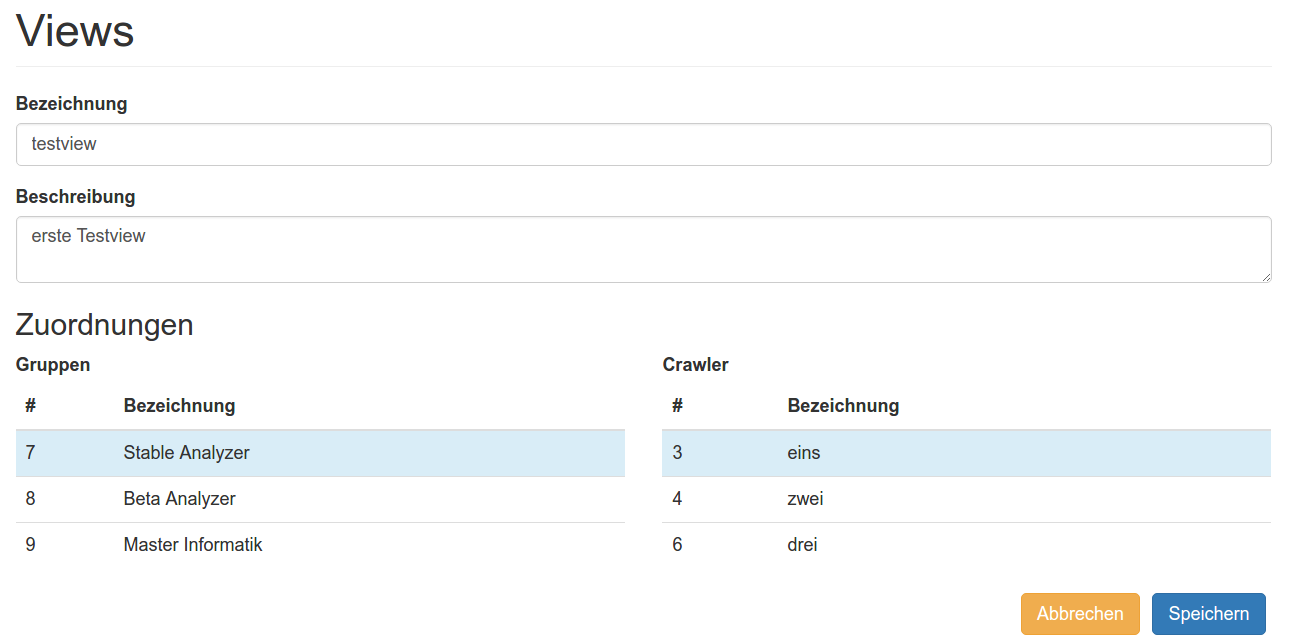 Views
Bezeichnung
testview
Beschreibung
erste Testview
Zuordnungen
Gruppen
# Bezeichnung
7 Stable Analyzer
8 Beta Analyzer
9 Master Informatik
Crawler
# Bezeichnung
3 eins
4 zwei
6 drei
Abbrechen Speichern